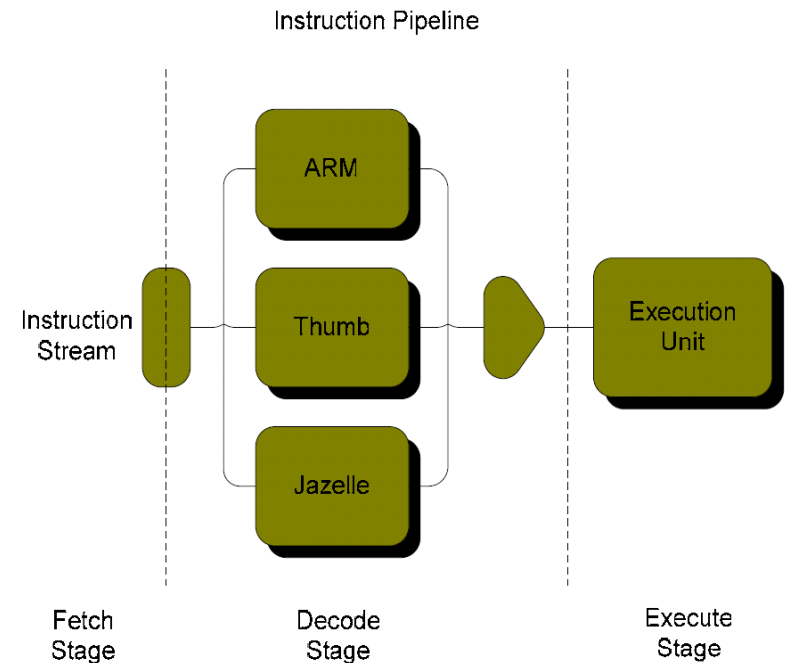 Instruction Pipeline
ARM
Instruction
Stream
Thumb
Execution
Unit
Jazelle
Fetch
Stage
Decode
Stage
Execute
Stage